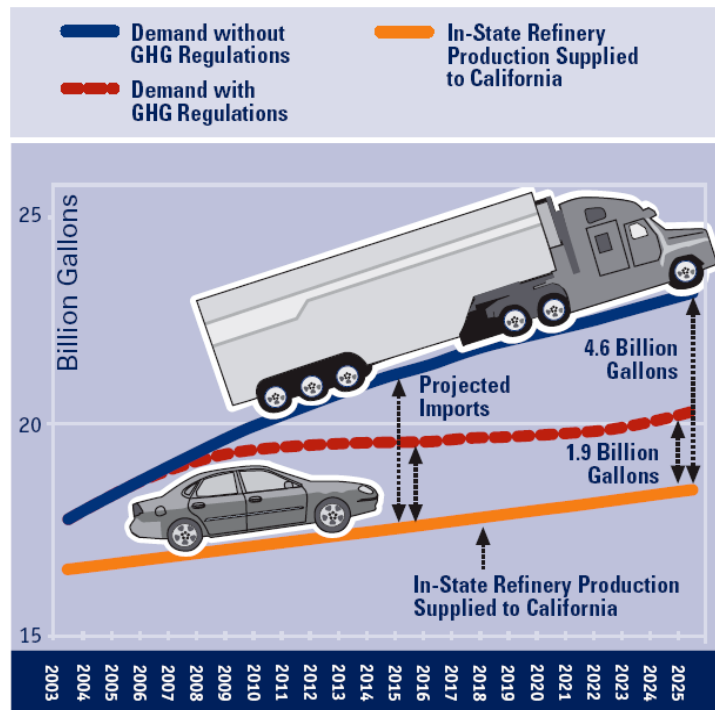 Demand without
GHG Regulations
Demand with
GHG Regulations
In-State Refinery
Production Supplied
to California
Billion Gallons
25
20
15
4.6 Billion
Gallons
Projected
Imports
1.9 Billion
Gallons
In-State Refinery Production
Supplied to California
2003
2004
2005
2006
2007
2008
2009
2010
2011
2012
2013
2014
2015
2016
2017
2018
2019
2020
2021
2022
2023
2024
2025